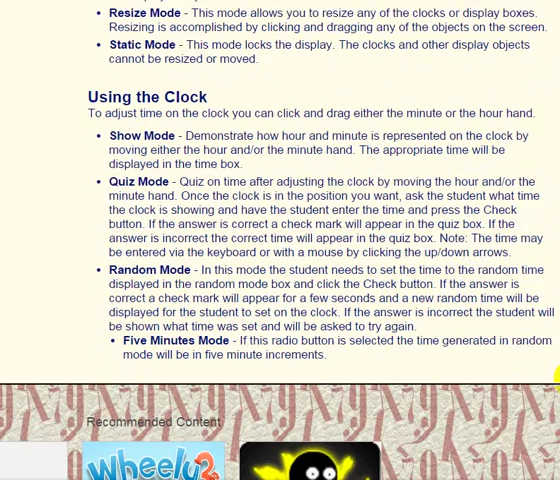 • Resize Mode - This mode allows you to resize any of the clocks or display boxes.
Resizing is accomplished by clicking and dragging any of the objects on the screen.
• Static Mode - This mode locks the display. The clocks and other display objects
cannot be resized or moved.
Using the Clock
To adjust time on the clock you can click and drag either the minute or the hour hand.
• Show Mode - Demonstrate how hour and minute is represented on the clock by
moving either the hour and/or the minute hand. The appropriate time will be
displayed in the time box.
• Quiz Mode - Quiz on time after adjusting the clock by moving the hour and/or the
minute hand. Once the clock is in the position you want, ask the student what time
the clock is showing and have the student enter the time and press the Check
button. If the answer is correct a check mark will appear in the quiz box. If the
answer is incorrect the correct time will appear in the quiz box. Note: The time may
be entered via the keyboard or with a mouse by clicking the up/down arrows.
• Random Mode - In this mode the student needs to set the time to the random time
displayed in the random mode box and click the Check button. If the answer is
correct a check mark will appear for a few seconds and a new random time will be
displayed for the student to set on the clock. If the answer is incorrect the student will
be shown what time was set and will be asked to try again.
• Five Minutes Mode - If this radio button is selected the time generated in random
mode will be in five minute increments.
Recommended Content
Wheely 2